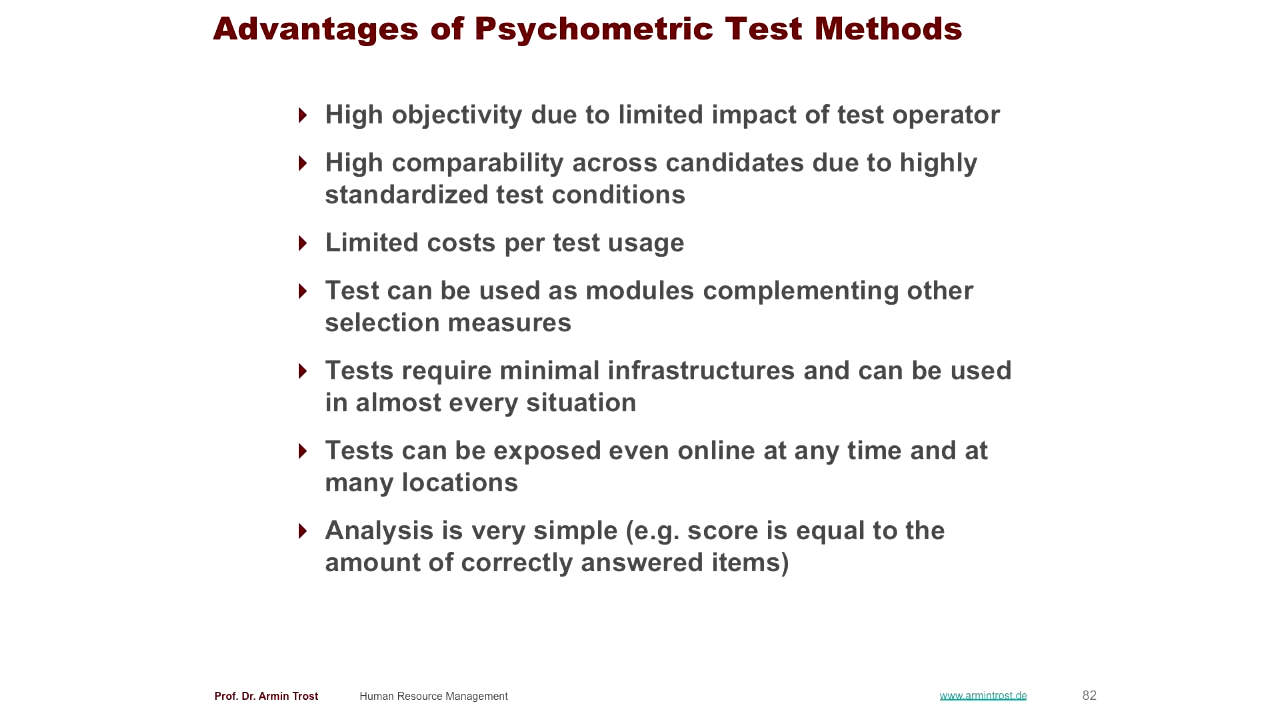 Advantages of Psychometric Test Methods
High objectivity due to limited impact of test operator
High comparability across candidates due to highly
standardized test conditions
Limited costs per test usage
Test can be used as modules complementing other
selection measures
Tests require minimal infrastructures and can be used
in almost every situation
Tests can be exposed even online at any time and at
many locations
Analysis is very simple (e.g. score is equal to the
amount of correctly answered items)
Prof. Dr. Armin Trost Human Resource Management www.armintrost.de 82